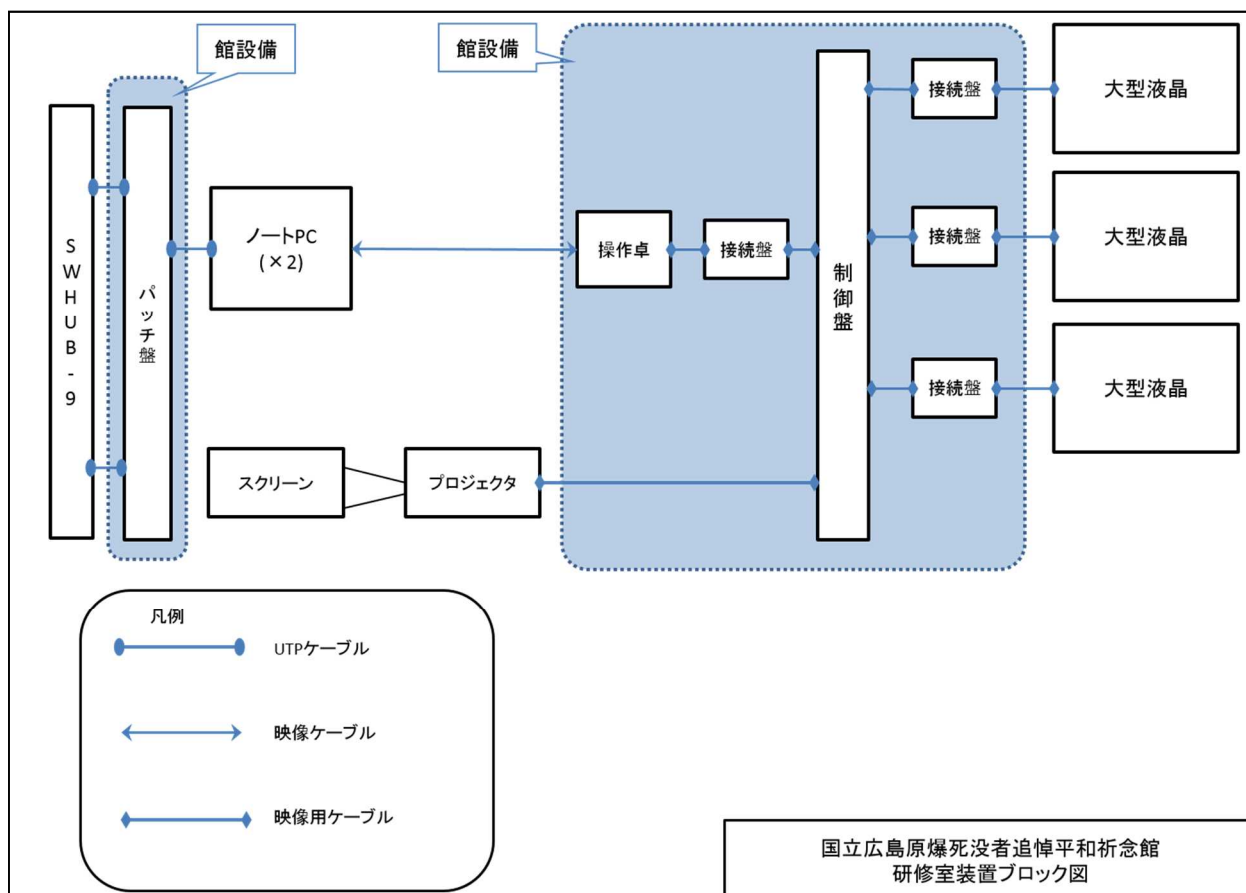 館設備
館設備
SWHUB-9
パッチ盤
ノートPC
(×2)
操作卓
接続盤
制御盤
接続盤
大型液晶
接続盤
大型液晶
接続盤
大型液晶
スクリーン
プロジェクタ
凡例
UTPケーブル
映像ケーブル
映像用ケーブル
国立広島原爆死没者追悼平和祈念館
研修室装置ブロック図